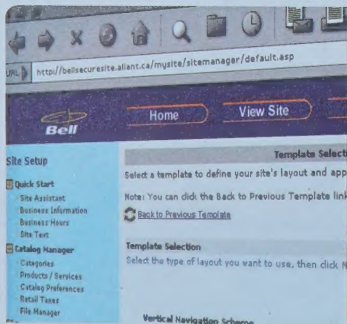 URL http://bellsecuresite.aliant.ca/mysite/sitemanager/default.asp
Bell
Home
View Site
Site Setup
Quick Start
Site Assistant
Business Information
Business Hours
Site Text
Catalog Manager
Categories
Products / Services
Catalog Preferences
Retail Taxes
File Manager
Template Selecti
Select a template to define your site's layout and app
Note: You can click the Back to Previous Template link
Back to Previous Template
Template Selection
Select the type of layout you want to use, then click N
Vertical Navigation Scheme